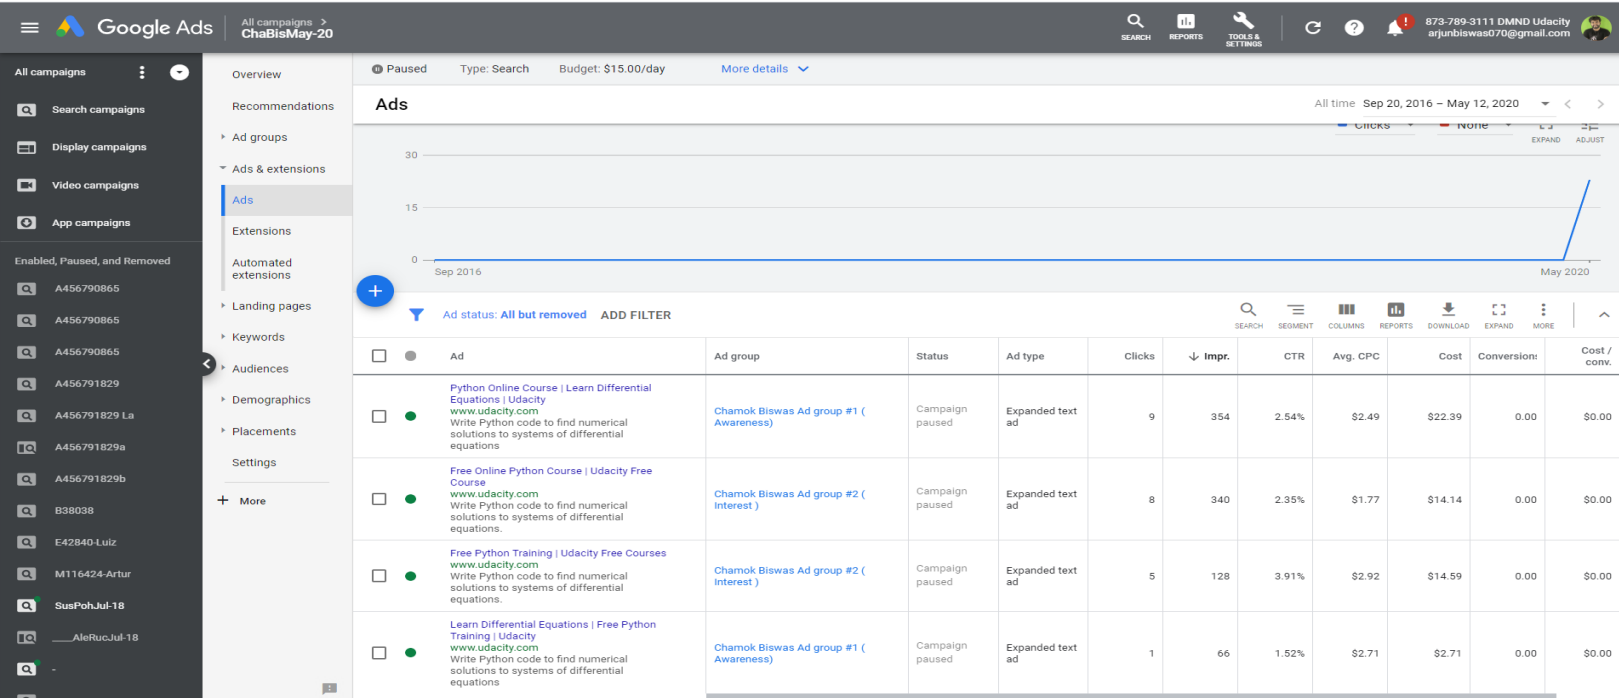 Google Ads
All campaigns >
ChaBisMay-20
SEARCH
REPORTS
TOOLS &
SETTINGS
!
873-789-3111 DMND Udacity
arjunbiswas070@gmail.com
All campaigns
Search campaigns
Display campaigns
Video campaigns
App campaigns
Enabled, Paused, and Removed
A456790865
A456790865
A456790865
A456791829
A456791829 La
A456791829a
A456791829b
B38038
E42840-Luiz
M116424-Artur
SusPohJul-18
____AleRucJul-18
-
Overview
Recommendations
Ad groups
Ads & extensions
Ads
Extensions
Automated
extensions
Landing pages
Keywords
Audiences
Demographics
Placements
Settings
+ More
Paused
Type: Search
Budget: $15.00/day
More details
Ads
All time Sep 20, 2016 – May 12, 2020
Clicks
None
EXPAND
ADJUST
30
15
0
Sep 2016
May 2020
+
Ad status: All but removed
ADD FILTER
SEARCH
SEGMENT
COLUMNS
REPORTS
DOWNLOAD
EXPAND
MORE
Ad
Ad group
Status
Ad type
Clicks
Impr.
CTR
Avg. CPC
Cost
Conversions
Cost /
conv.
Python Online Course | Learn Differential
Equations | Udacity
www.udacity.com
Write Python code to find numerical
solutions to systems of differential
equations
Chamok Biswas Ad group #1 (
Awareness)
Campaign
paused
Expanded text
ad
9
354
2.54%
$2.49
$22.39
0.00
$0.00
Free Online Python Course | Udacity Free
Course
www.udacity.com
Write Python code to find numerical
solutions to systems of differential
equations.
Chamok Biswas Ad group #2 (
Interest )
Campaign
paused
Expanded text
ad
8
340
2.35%
$1.77
$14.14
0.00
$0.00
Free Python Training | Udacity Free Courses
www.udacity.com
Write Python code to find numerical
solutions to systems of differential
equations.
Chamok Biswas Ad group #2 (
Interest )
Campaign
paused
Expanded text
ad
5
128
3.91%
$2.92
$14.59
0.00
$0.00
Learn Differential Equations | Free Python
Training | Udacity
www.udacity.com
Write Python code to find numerical
solutions to systems of differential
equations
Chamok Biswas Ad group #1 (
Awareness)
Campaign
paused
Expanded text
ad
1
66
1.52%
$2.71
$2.71
0.00
$0.00